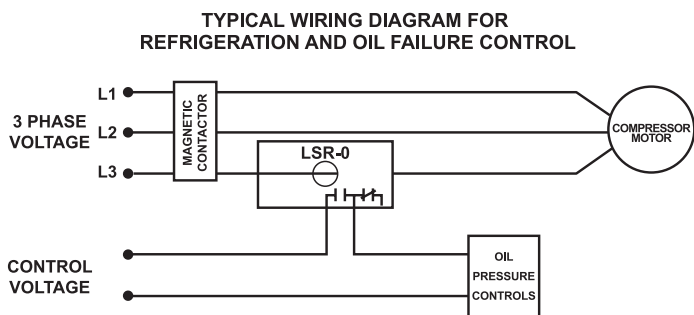 TYPICAL WIRING DIAGRAM FOR
REFRIGERATION AND OIL FAILURE CONTROL
L1
3 PHASE
VOLTAGE
L2
L3
MAGNETIC
CONTACTOR
LSR-0
COMPRESSOR
MOTOR
CONTROL
VOLTAGE
OIL
PRESSURE
CONTROLS